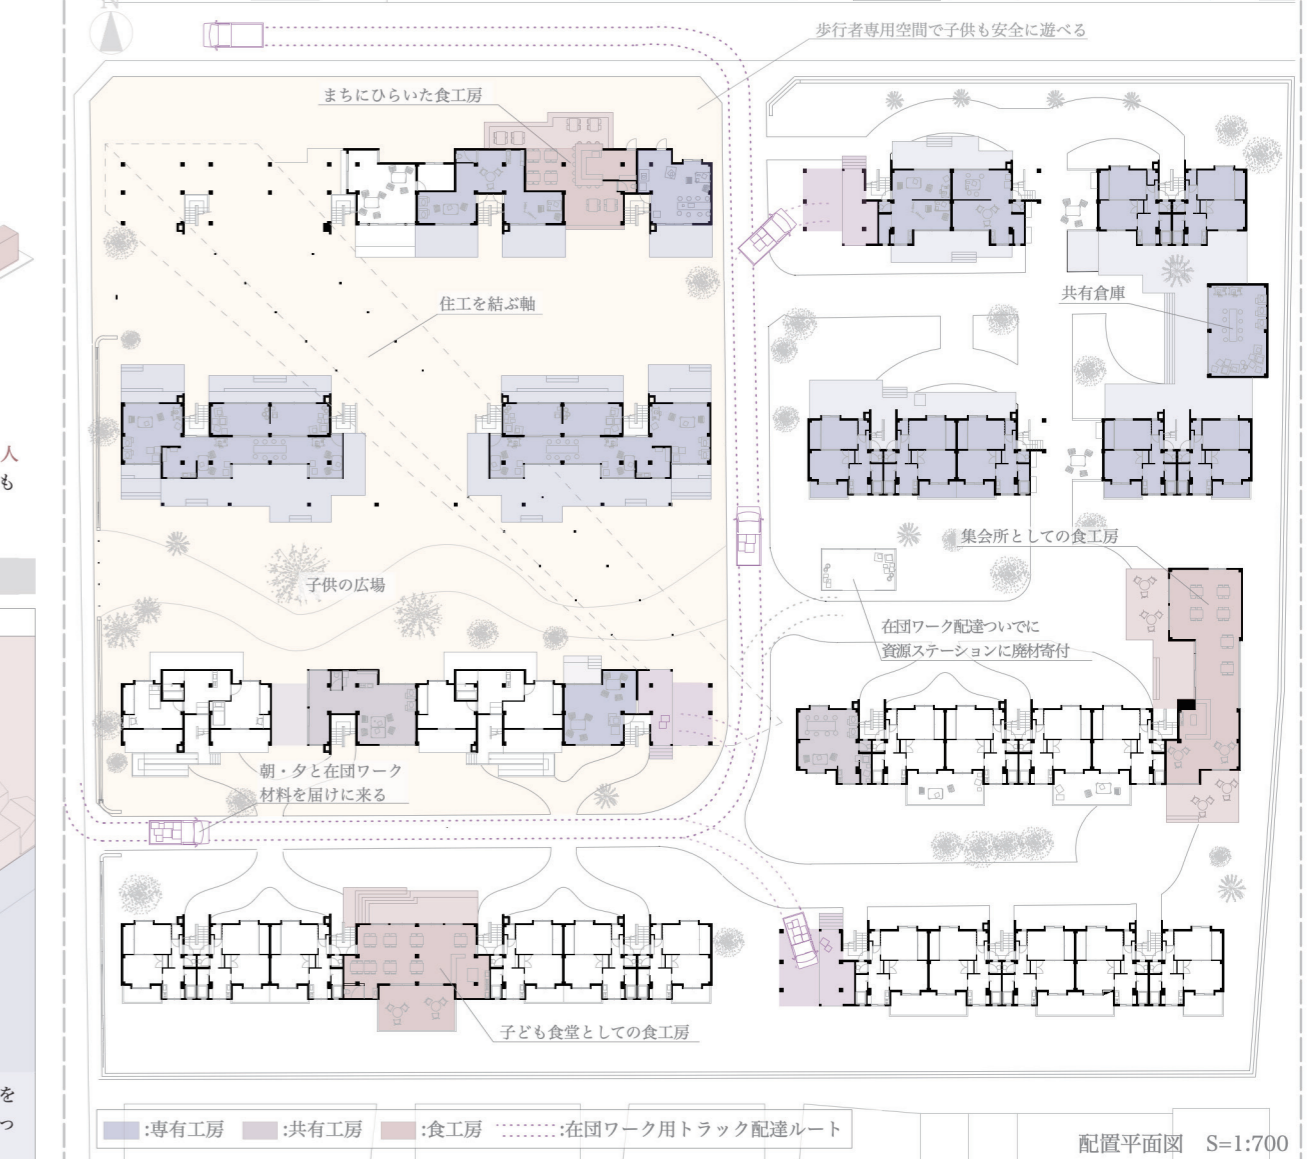 N
歩行者専用空間で子供も安全に遊べる
まちにひらいた食工房
共有倉庫
住工を結ぶ軸
人
も
集会所としての食工房
子供の広場
在団ワーク配達ついでに
資源ステーションに廃材寄付
朝・夕と在団ワーク
材料を届けに来る
子ども食堂としての食工房
を
つ
:専有工房 :共有工房 :食工房 :在団ワーク用トラック配達ルート
配置平面図 S=1:700